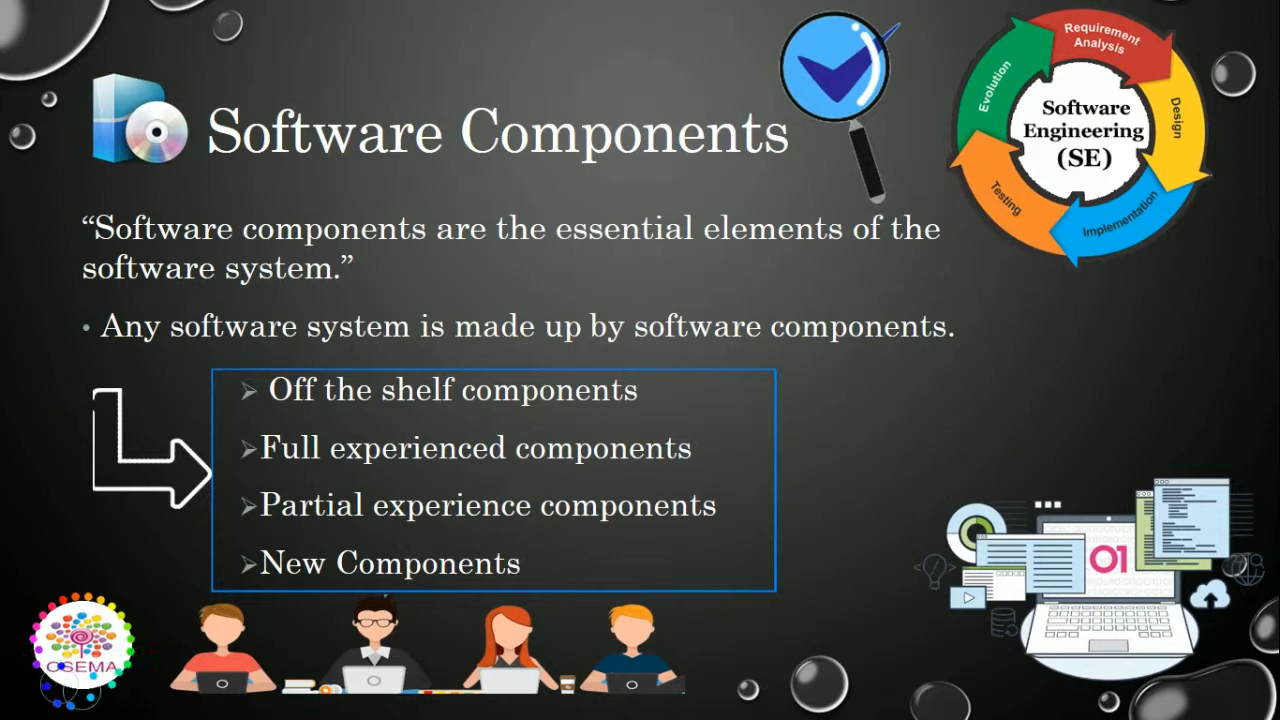 Software Components
“Software components are the essential elements of the
software system.”
• Any software system is made up by software components.
➢ Off the shelf components
➢Full experienced components
➢Partial experience components
➢New Components
Requirement
Analysis
Design
Implementation
Testing
Evolution
Software
Engineering
(SE)
01
OSEMA